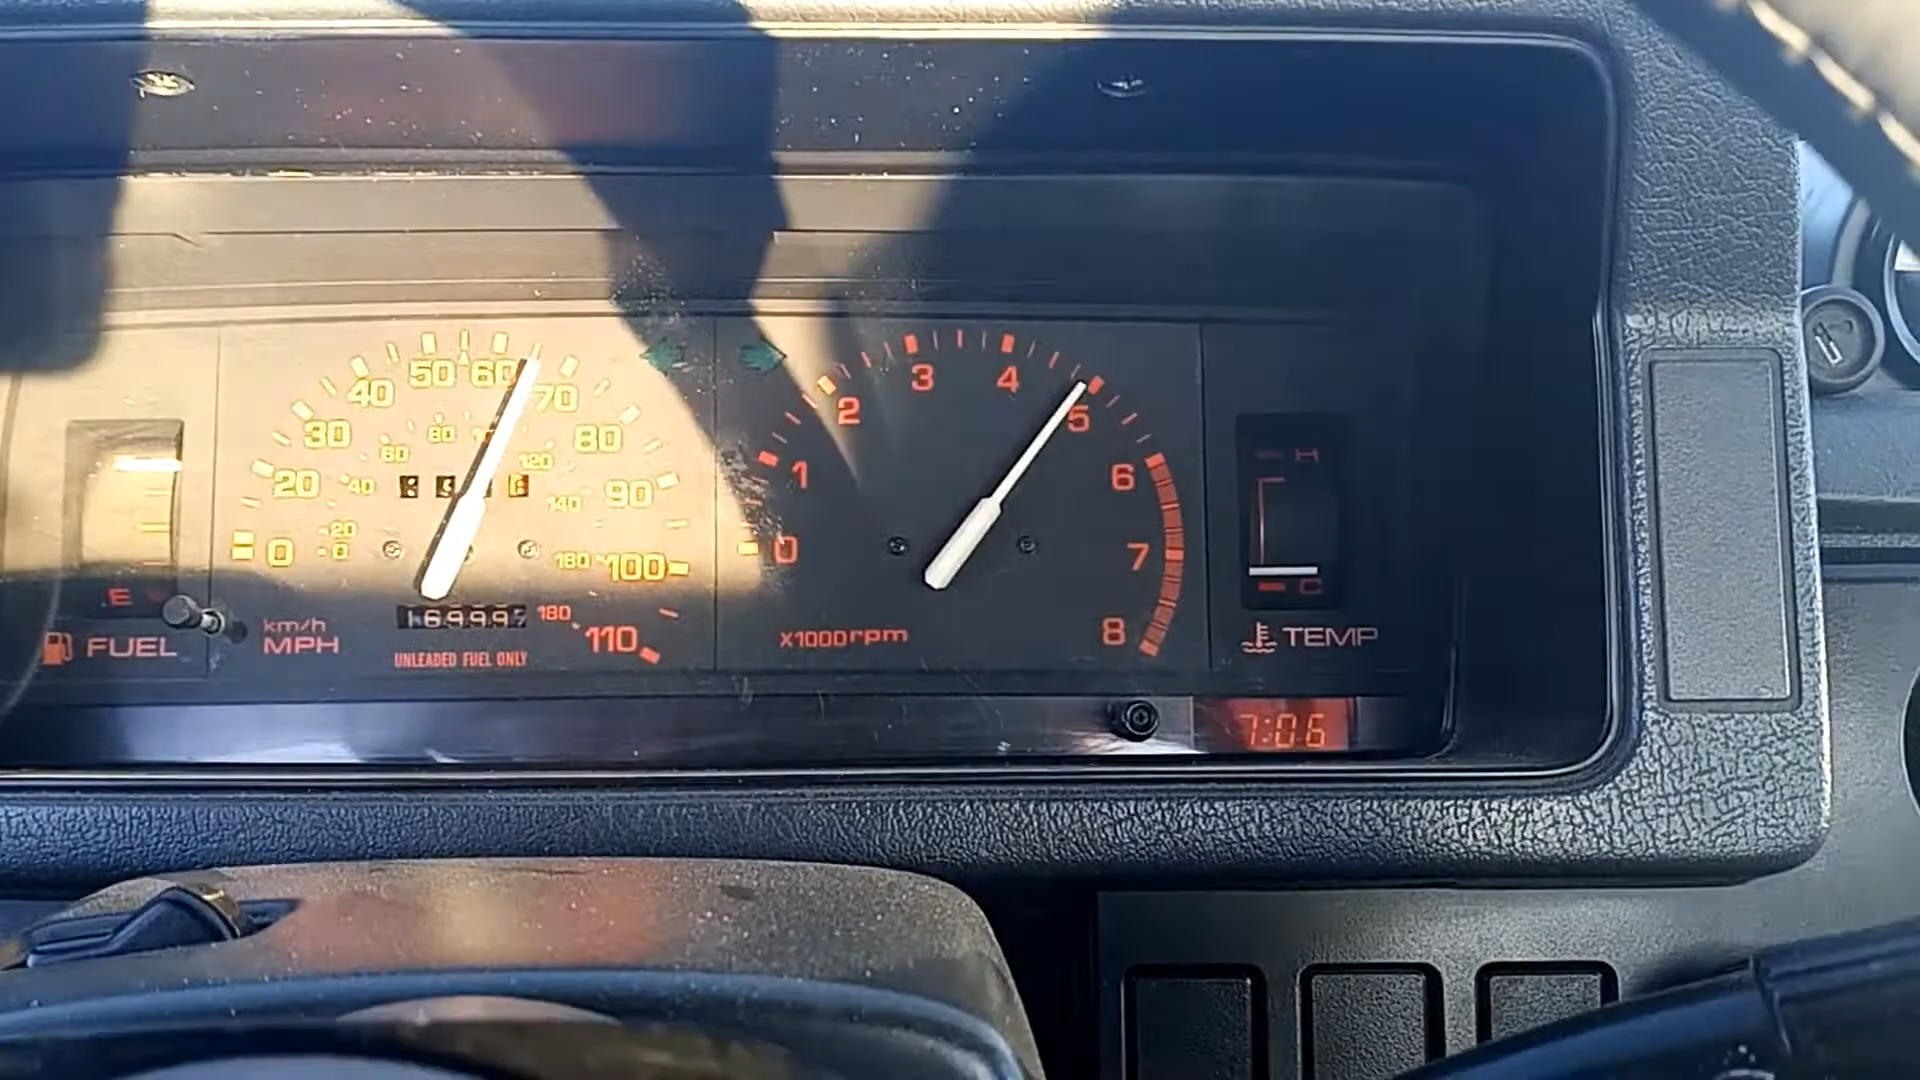 50 60
40 70
30 80
20 90
0 100
110
60 80
40 120
20 140
0 160
180
km/h
MPH
UNLEADED FUEL ONLY
E
FUEL
3 4
2 5
1 6
0 7
8
X1000rpm
H
C
TEMP
7:06